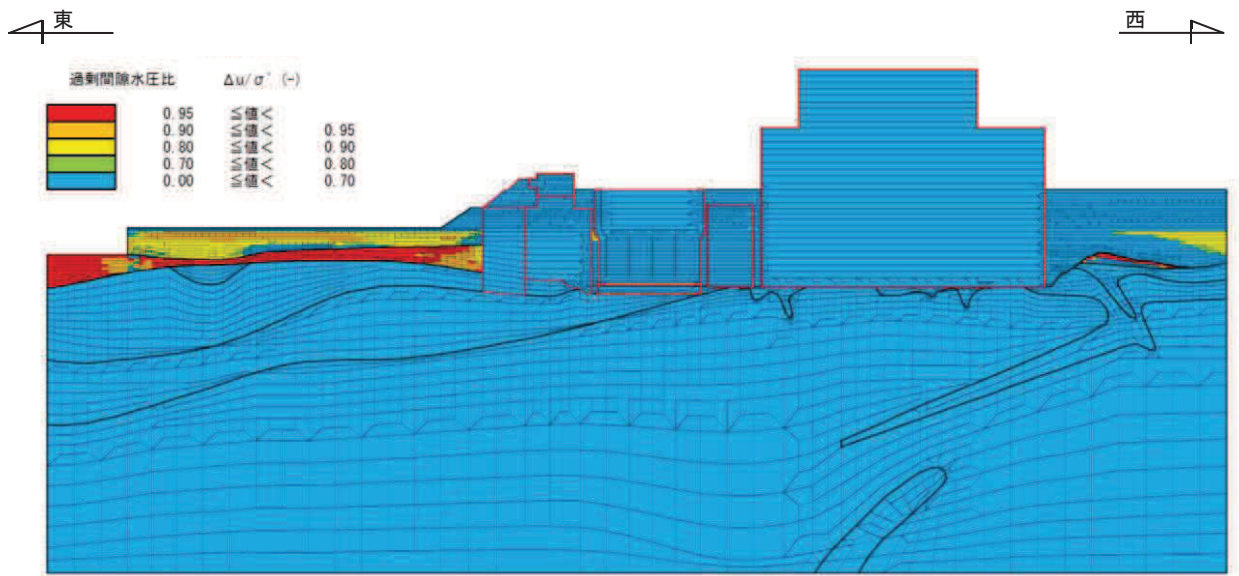 東
西
過剰間隙水圧比 Δu/σ' (-)
0.95 ≦値<
0.90 ≦値< 0.95
0.80 ≦値< 0.90
0.70 ≦値< 0.80
0.00 ≦値< 0.70